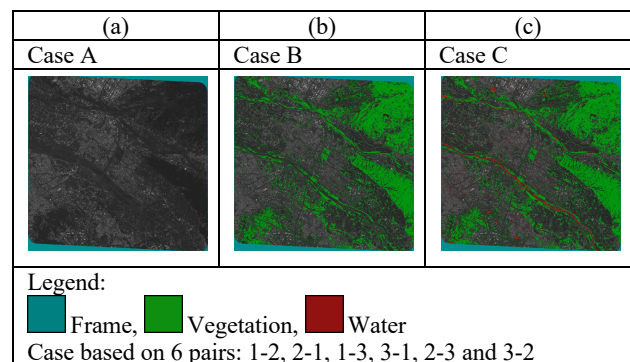 (a) (b) (c)
Case A Case B Case C
Legend:
Frame, Vegetation, Water
Case based on 6 pairs: 1-2, 2-1, 1-3, 3-1, 2-3 and 3-2